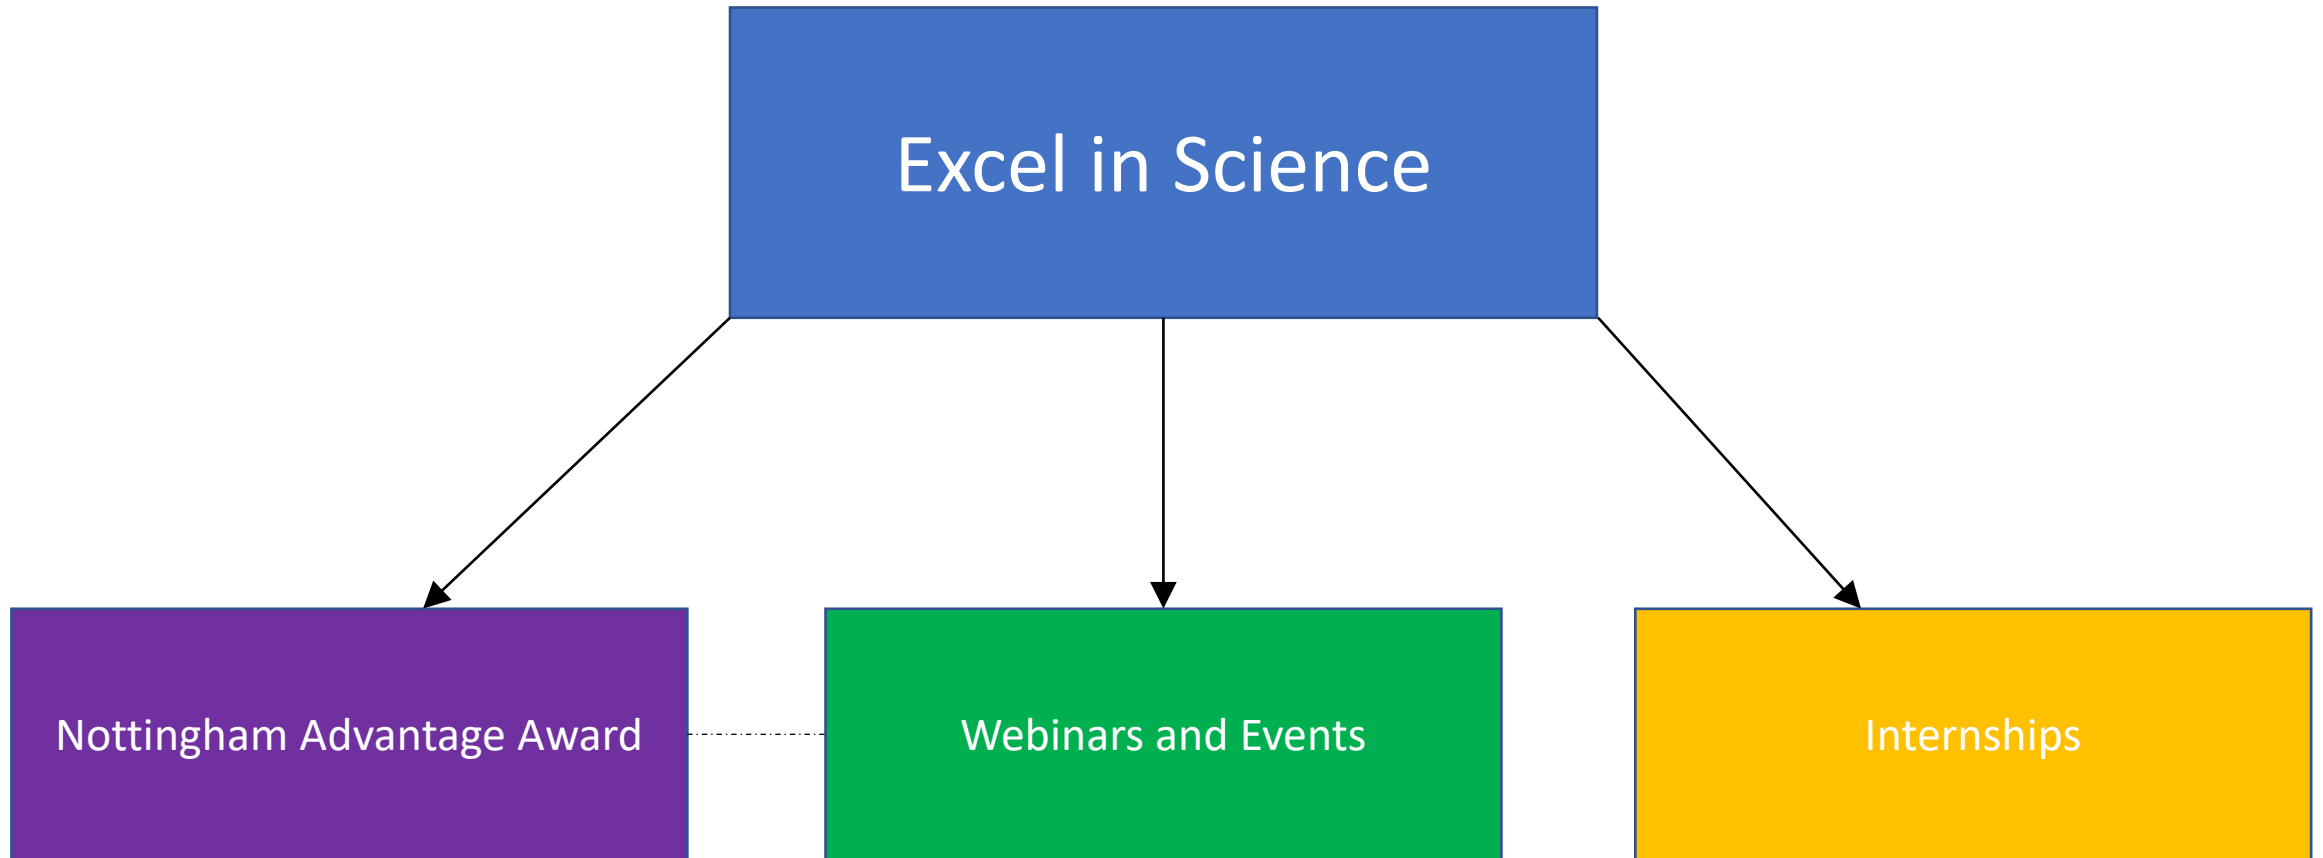 Excel in Science
Nottingham Advantage Award
Webinars and Events
Internships